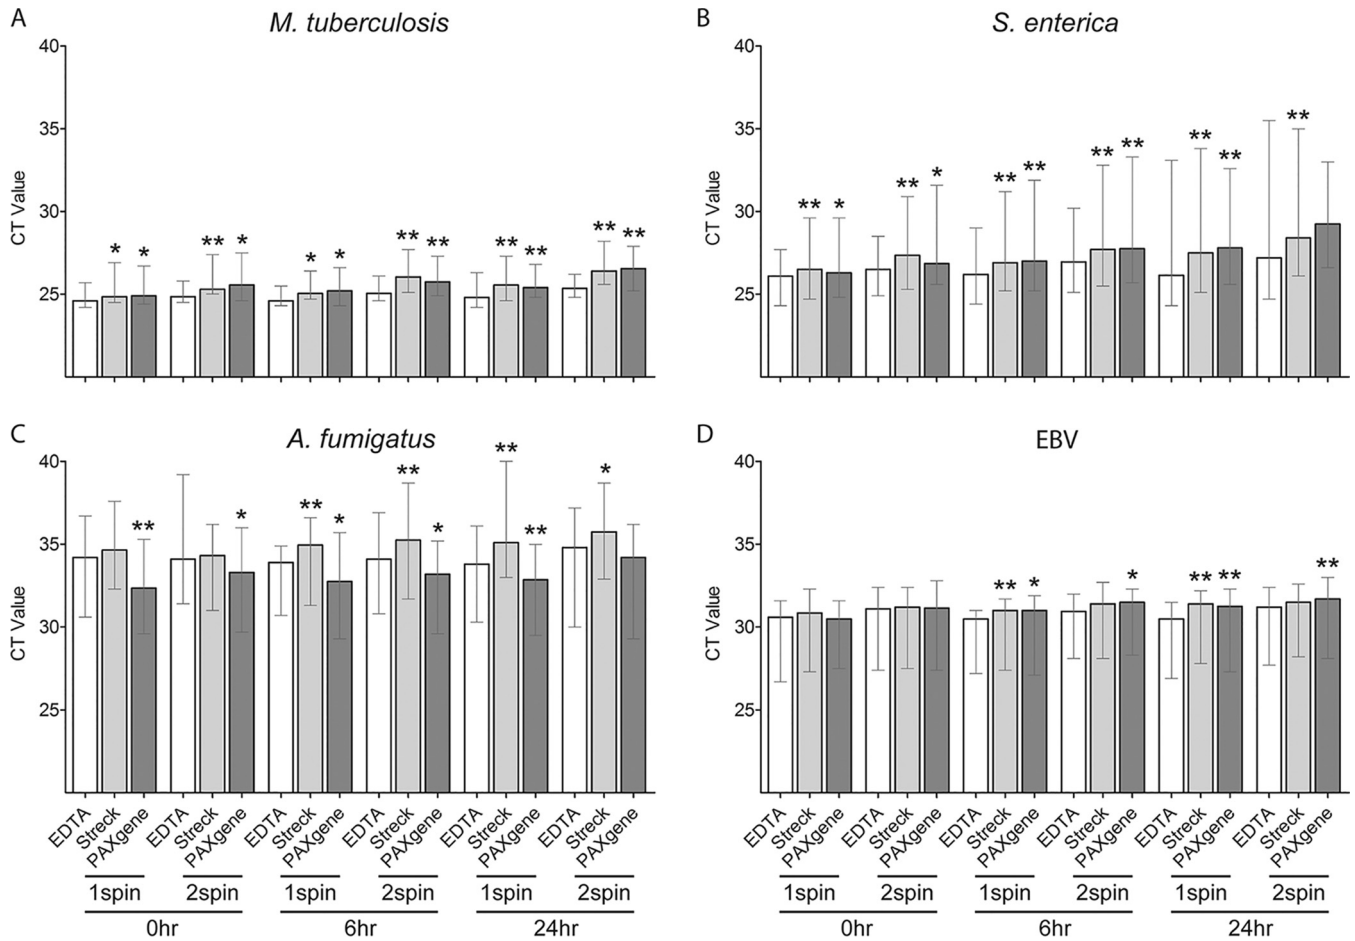 A
M. tuberculosis
40
35
30
25
CT Value
* * ** * * * ** ** ** ** ** **
B
S. enterica
40
35
30
25
CT Value
** * ** * ** ** ** ** ** ** **
C
A. fumigatus
40
35
30
25
CT Value
** * ** * ** * ** ** *
EDTA Streck PAXgene EDTA Streck PAXgene EDTA Streck PAXgene EDTA Streck PAXgene EDTA Streck PAXgene EDTA Streck PAXgene
1spin 2spin 1spin 2spin 1spin 2spin
0hr 6hr 24hr
D
EBV
40
35
30
25
CT Value
** * * ** ** **
EDTA Streck PAXgene EDTA Streck PAXgene EDTA Streck PAXgene EDTA Streck PAXgene EDTA Streck PAXgene EDTA Streck PAXgene
1spin 2spin 1spin 2spin 1spin 2spin
0hr 6hr 24hr